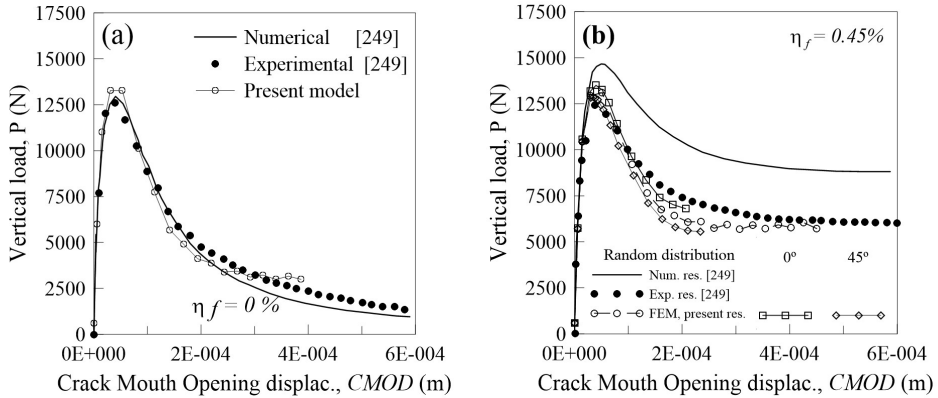 17500
15000
12500
10000
7500
5000
2500
0
Vertical load, P (N)
(a)
Numerical [249]
Experimental [249]
Present model
η f = 0 %
0E+000 2E-004 4E-004 6E-004
Crack Mouth Opening displac., CMOD (m)
17500
15000
12500
10000
7500
5000
2500
0
Vertical load, P (N)
(b)
η f = 0.45%
Random distribution 0º 45º
Num. res. [249]
Exp. res. [249]
FEM, present res.
0E+000 2E-004 4E-004 6E-004
Crack Mouth Opening displac., CMOD (m)